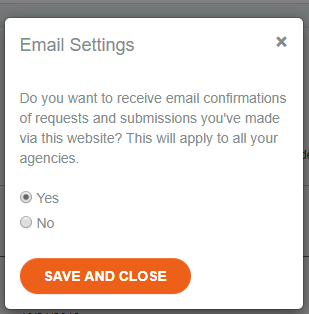 Email Settings
Do you want to receive email confirmations
of requests and submissions you've made
via this website? This will apply to all your
agencies.
Yes
No
SAVE AND CLOSE